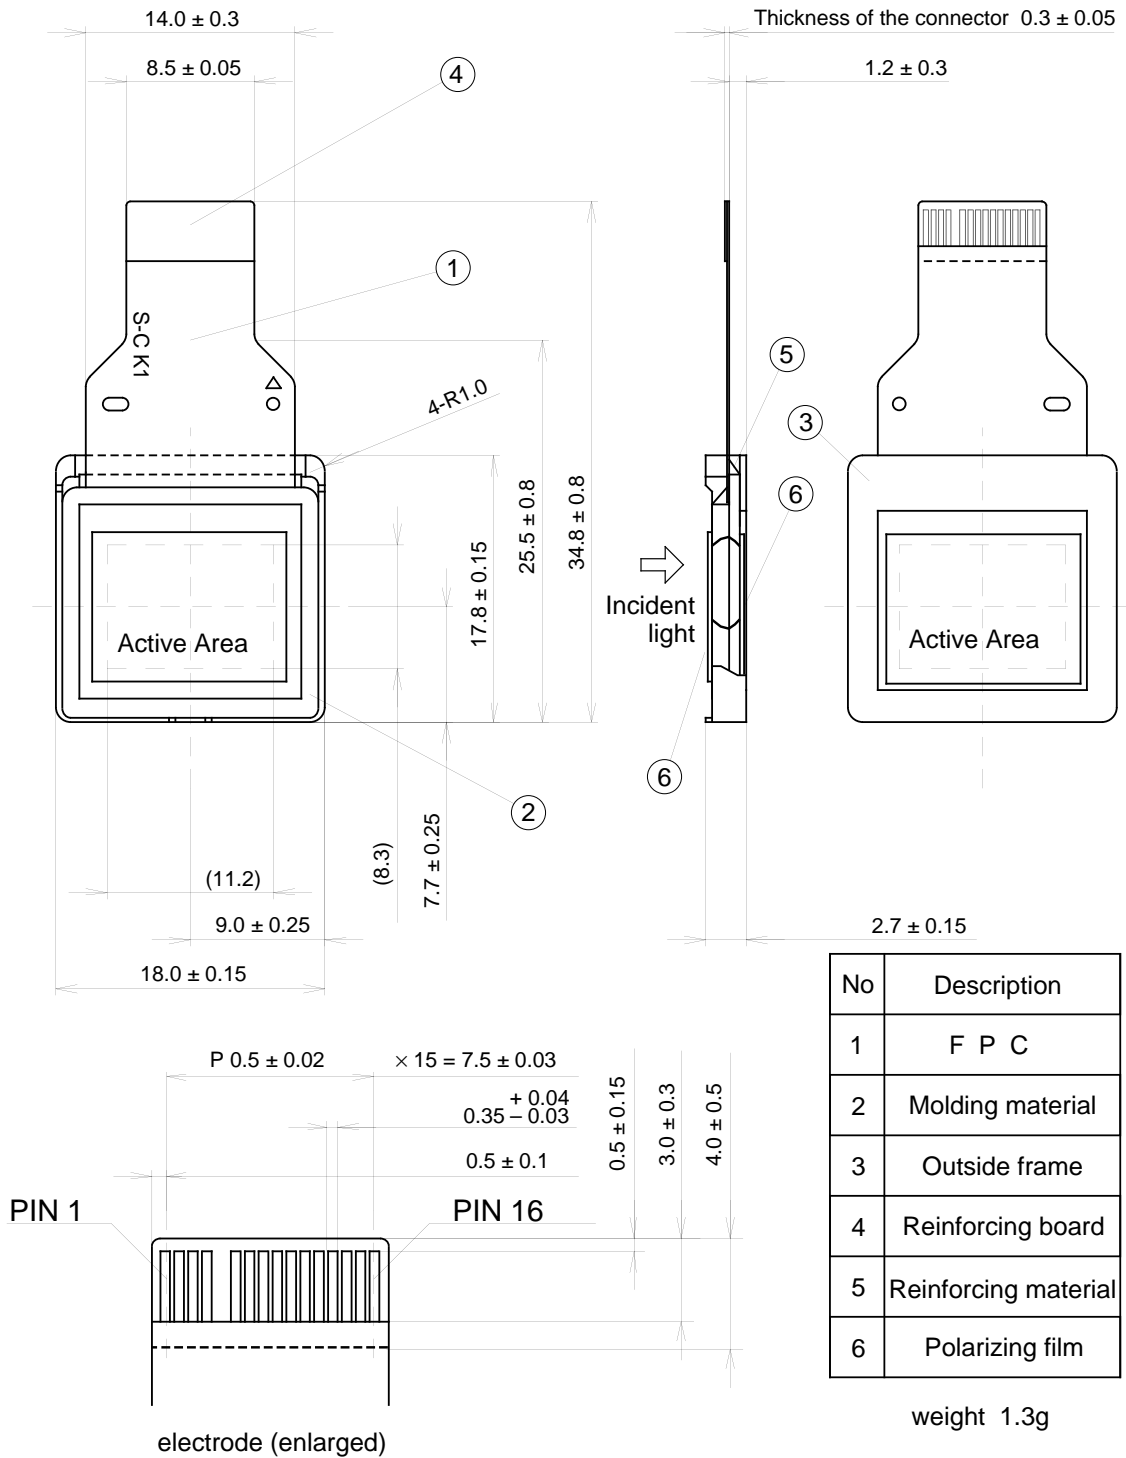 14.0 ± 0.3
Thickness of the connector 0.3 ± 0.05
8.5 ± 0.05
1.2 ± 0.3
4
1
S-C K1
4-R1.0
5
3
6
Incident
light
Active Area
Active Area
17.8 ± 0.15
25.5 ± 0.8
34.8 ± 0.8
6
2
(11.2)
(8.3)
7.7 ± 0.25
9.0 ± 0.25
2.7 ± 0.15
18.0 ± 0.15
No Description
1 F P C
2 Molding material
3 Outside frame
4 Reinforcing board
5 Reinforcing material
6 Polarizing film
weight 1.3g
P 0.5 ± 0.02 × 15 = 7.5 ± 0.03
+ 0.04
0.35 – 0.03
0.5 ± 0.1
0.5 ± 0.15
3.0 ± 0.3
4.0 ± 0.5
PIN 1
PIN 16
electrode (enlarged)